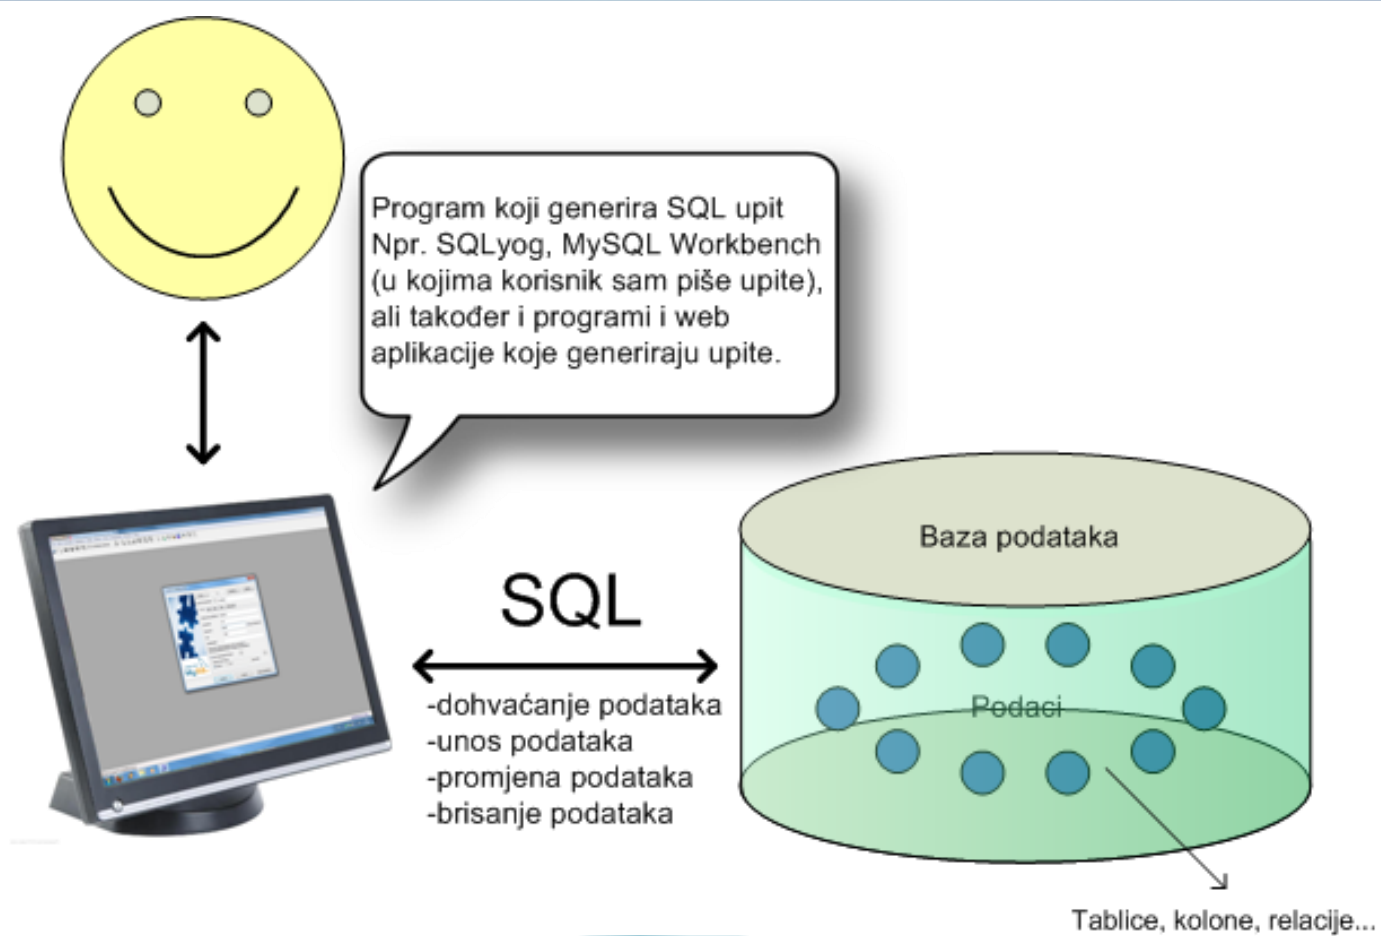 Program koji generira SQL upit
Npr. SQLyog, MySQL Workbench
(u kojima korisnik sam piše upite),
ali također i programi i web
aplikacije koje generiraju upite.
SQL
-dohvaćanje podataka
-unos podataka
-promjena podataka
-brisanje podataka
Baza podataka
Podaci
Tablice, kolone, relacije...